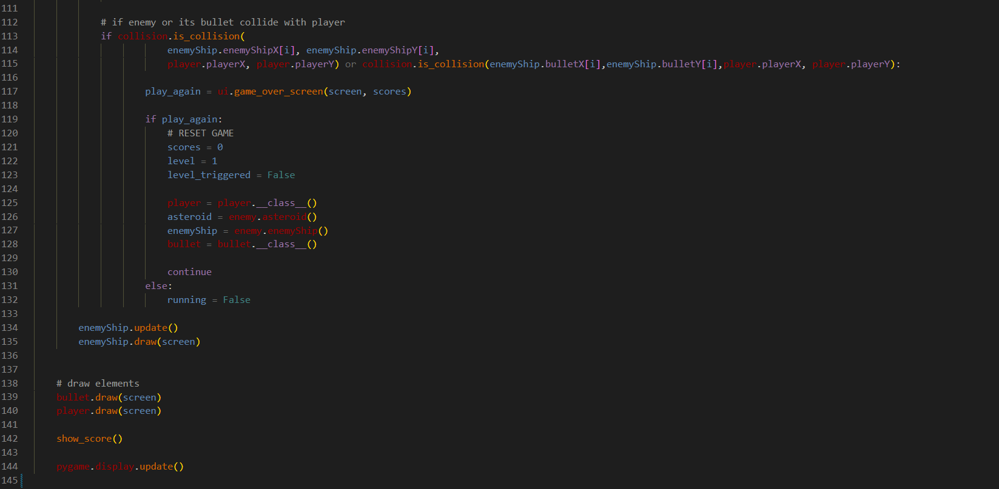 111
112 # if enemy or its bullet collide with player
113 if collision.is_collision(
114 enemyShip.enemyShipX[i], enemyShip.enemyShipY[i],
115 player.playerX, player.playerY) or collision.is_collision(enemyShip.bulletX[i],enemyShip.bulletY[i],player.playerX, player.playerY):
116
117 play_again = ui.game_over_screen(screen, scores)
118
119 if play_again:
120 # RESET GAME
121 scores = 0
122 level = 1
123 level_triggered = False
124
125 player = player.__class__()
126 asteroid = enemy.asteroid()
127 enemyShip = enemy.enemyShip()
128 bullet = bullet.__class__()
129
130 continue
131 else:
132 running = False
133
134 enemyShip.update()
135 enemyShip.draw(screen)
136
137
138 # draw elements
139 bullet.draw(screen)
140 player.draw(screen)
141
142 show_score()
143
144 pygame.display.update()
145